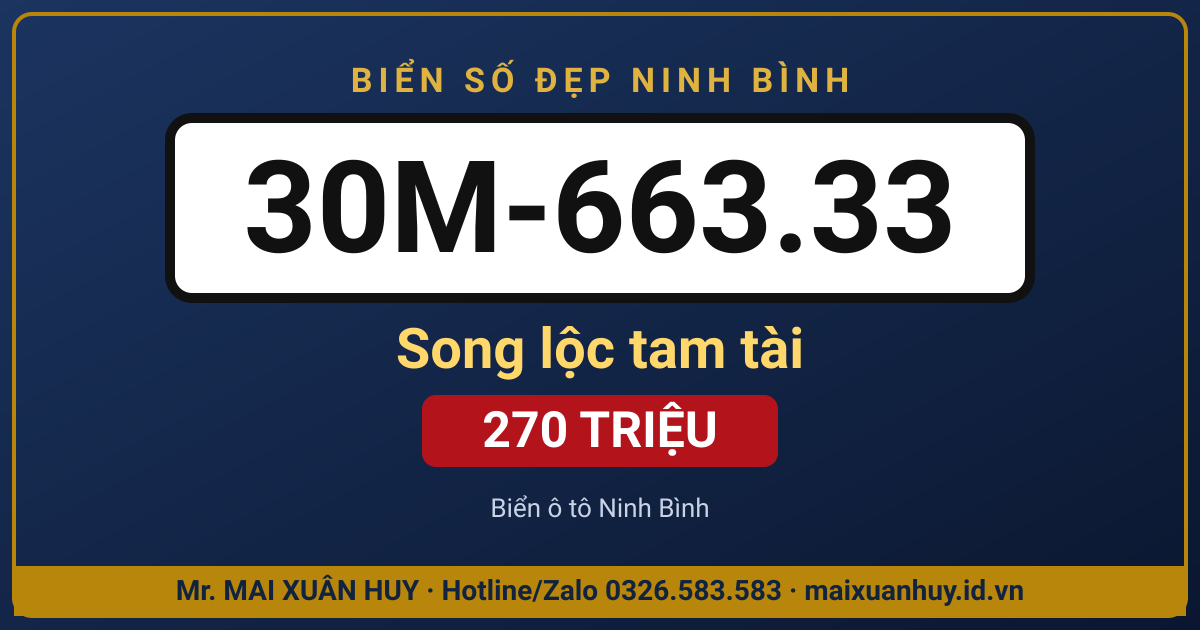 BIỂN SỐ ĐẸP NINH BÌNH
30M-663.33
Song lộc tam tài
270 TRIỆU
Biển ô tô Ninh Bình
Mr. MAI XUÂN HUY · Hotline/Zalo 0326.583.583 · maixuanhuy.id.vn